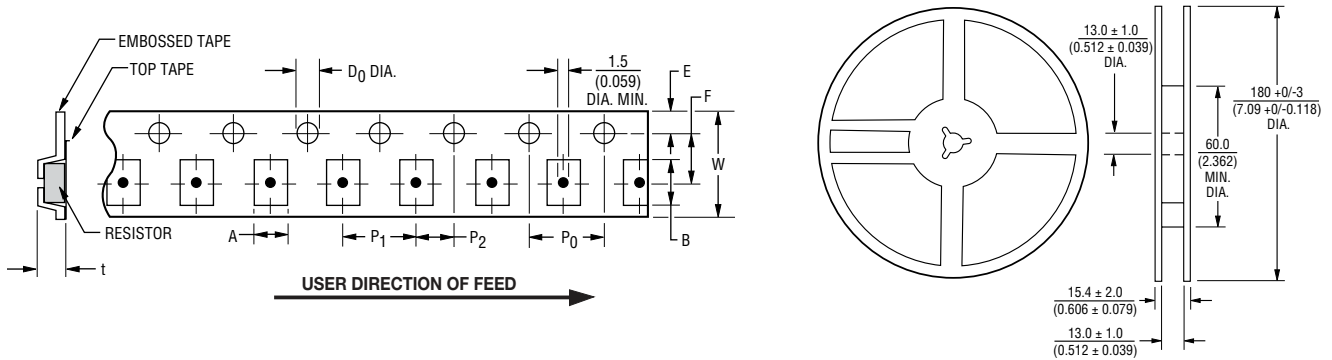 EMBOSSED TAPE
TOP TAPE
D0 DIA.
1.5
(0.059)
DIA. MIN.
E
F
W
RESISTOR
A
P1
P2
P0
B
t
USER DIRECTION OF FEED
13.0 ± 1.0
(0.512 ± 0.039)
DIA.
180 +0/-3
(7.09 +0/-0.118)
DIA.
60.0
(2.362)
MIN.
DIA.
15.4 ± 2.0
(0.606 ± 0.079)
13.0 ± 1.0
(0.512 ± 0.039)